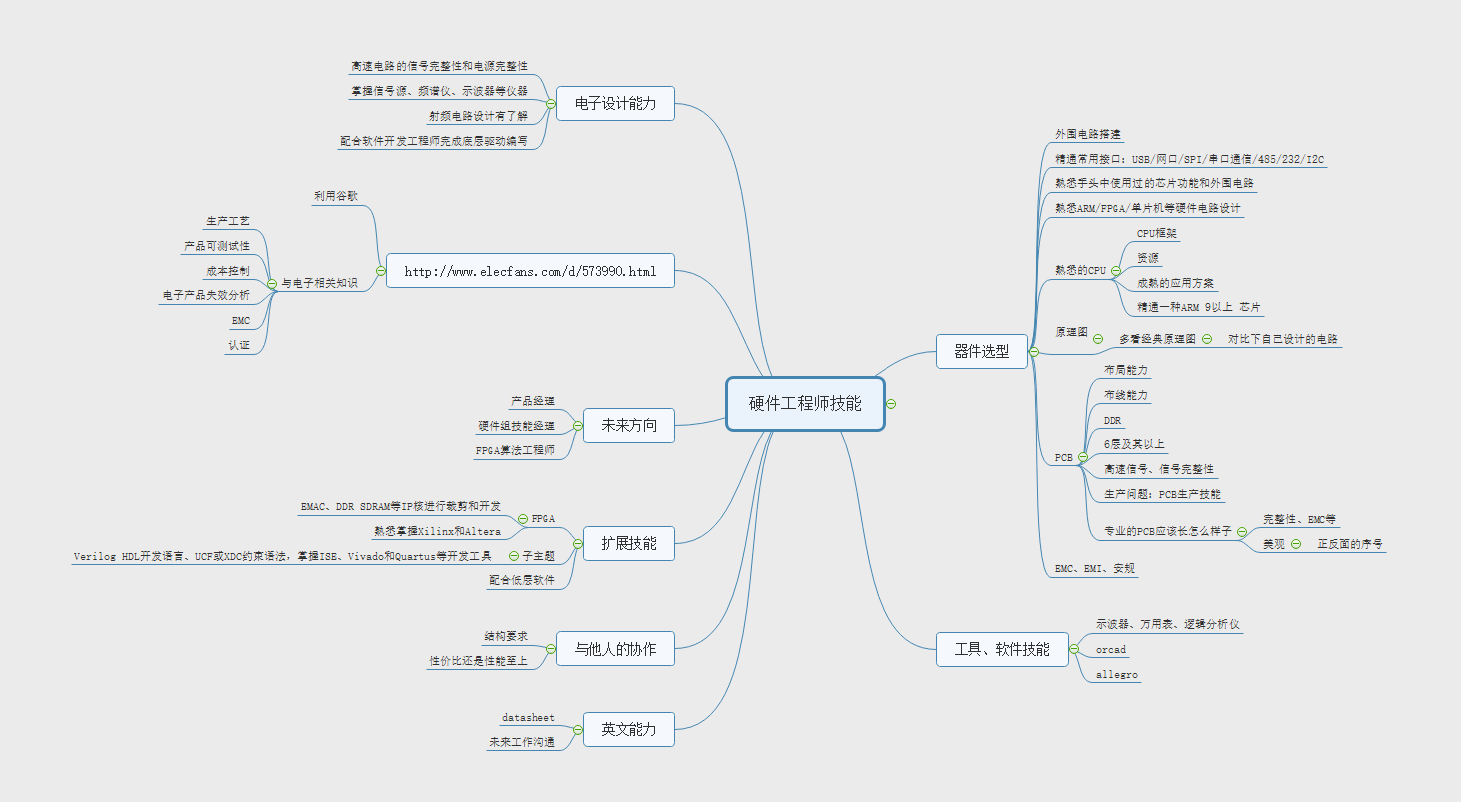 硬件工程师技能
电子设计能力
高速电路的信号完整性和电源完整性
掌握信号源、频谱仪、示波器等仪器
射频电路设计有了解
配合软件开发工程师完成底层驱动编写
http://www.elecfans.com/d/573990.html
利用谷歌
与电子相关知识
生产工艺
产品可测试性
成本控制
电子产品失效分析
EMC
认证
未来方向
产品经理
硬件组技能经理
FPGA算法工程师
扩展技能
FPGA
EMAC、DDR SDRAM等IP核进行裁剪和开发
熟悉掌握Xilinx和Altera
子主题
Verilog HDL开发语言、UCF或XDC约束语法，掌握ISE、Vivado和Quartus等开发工具
配合低层软件
与他人的协作
结构要求
性价比还是性能至上
英文能力
datasheet
未来工作沟通
器件选型
外围电路搭建
精通常用接口：USB/网口/SPI/串口通信/485/232/I2C
熟悉手头中使用过的芯片功能和外围电路
熟悉ARM/FPGA/单片机等硬件电路设计
熟悉的CPU
CPU框架
资源
成熟的应用方案
精通一种ARM 9以上 芯片
原理图
多看经典原理图
对比下自己设计的电路
PCB
布局能力
布线能力
DDR
6层及其以上
高速信号、信号完整性
生产问题：PCB生产技能
专业的PCB应该长怎么样子
完整性、EMC等
美观
正反面的序号
EMC、EMI、安规
工具、软件技能
示波器、万用表、逻辑分析仪
orcad
allegro